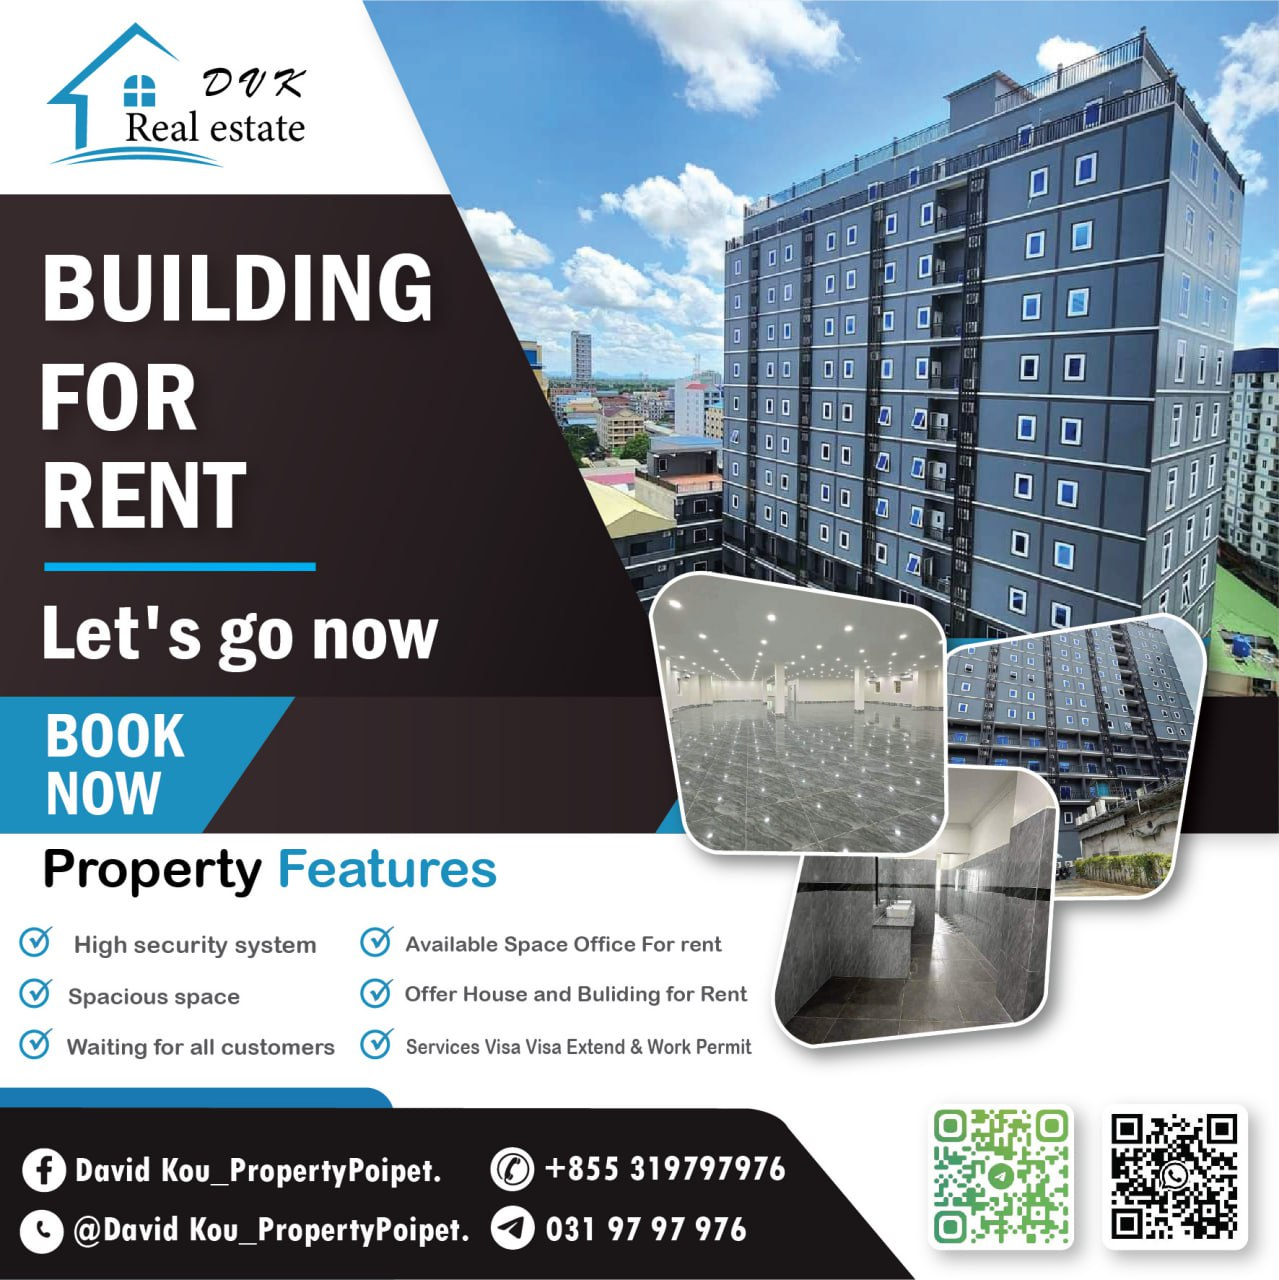 DVK
Real estate
BUILDING
FOR
RENT
Let's go now
BOOK
NOW
Property Features
High security system
Available Space Office For rent
Spacious space
Offer House and Buliding for Rent
Waiting for all customers
Services Visa Visa Extend & Work Permit
David Kou_PropertyPoipet.
+855 319797976
@David Kou_PropertyPoipet.
031 97 97 976